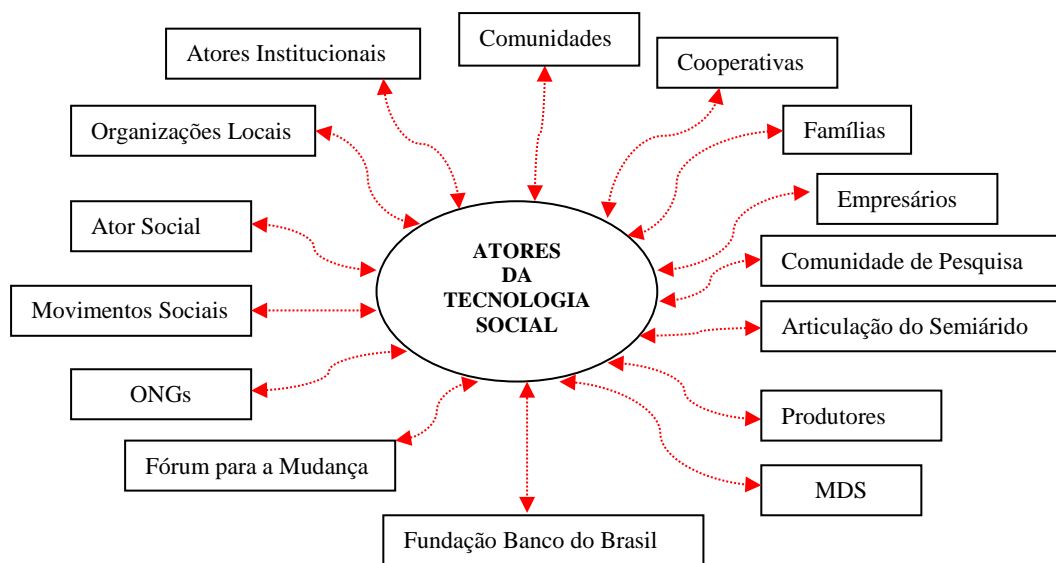 Comunidades
Atores Institucionais
Cooperativas
Organizações Locais
Famílias
Empresários
Ator Social
ATORES
DA
TECNOLOGIA
SOCIAL
Comunidade de Pesquisa
Movimentos Sociais
Articulação do Semiárido
ONGs
Produtores
Fórum para a Mudança
MDS
Fundação Banco do Brasil